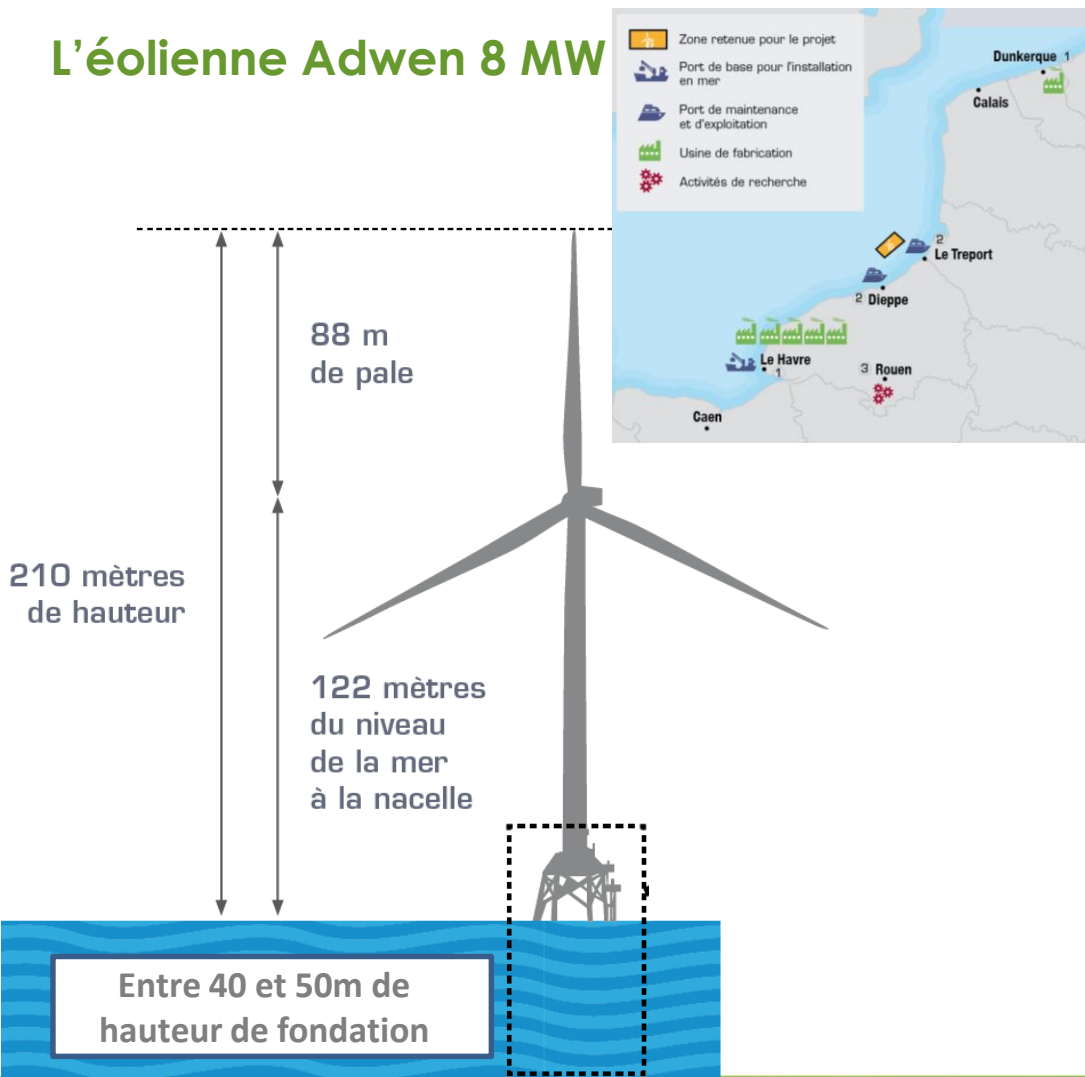 L'éolienne Adwen 8 MW
Zone retenue pour le projet
Port de base pour l'installation
en mer
Port de maintenance
et d'exploitation
Usine de fabrication
Activités de recherche
Dunkerque 1
Calais
2
Le Treport
2 Dieppe
Le Havre
1
3 Rouen
Caen
88 m
de pale
210 mètres
de hauteur
122 mètres
du niveau
de la mer
à la nacelle
Entre 40 et 50m de
hauteur de fondation